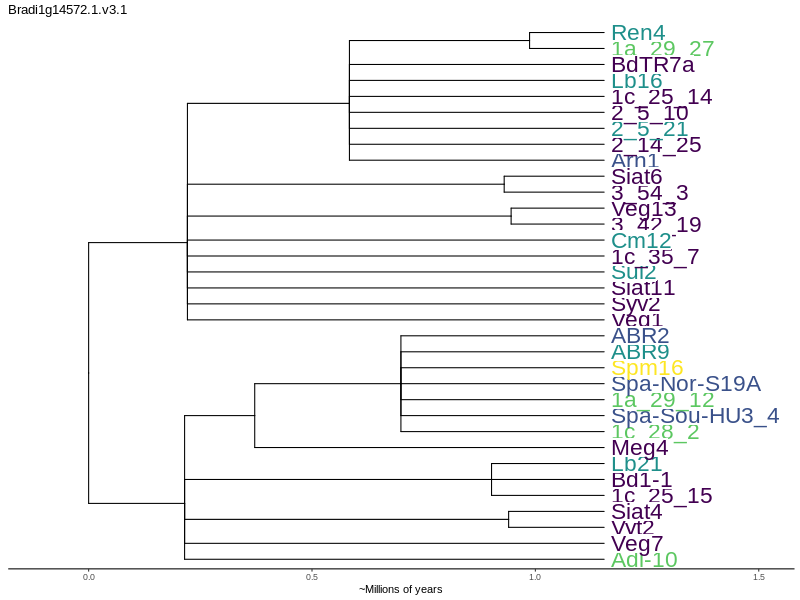 Bradi1g14572.1.v3.1
Ren4
1a_29_27
BdTR7a
Lb16
1c_25_14
2_5_10
2_5_21
2_14_25
Arn1
Siat6
3_54_3
Veg13
3_42_19
Cm12
1c_35_7
Sul2
Siat11
Syv2
Veg1
ABR2
ABR9
Spm16
Spa-Nor-S19A
1a_29_12
Spa-Sou-HU3_4
1c_28_2
Meg4
Lb21
Bd1-1
1c_25_15
Siat4
Vyt2
Veg7
Adi-10
0.0 0.5 1.0 1.5
~Millions of years